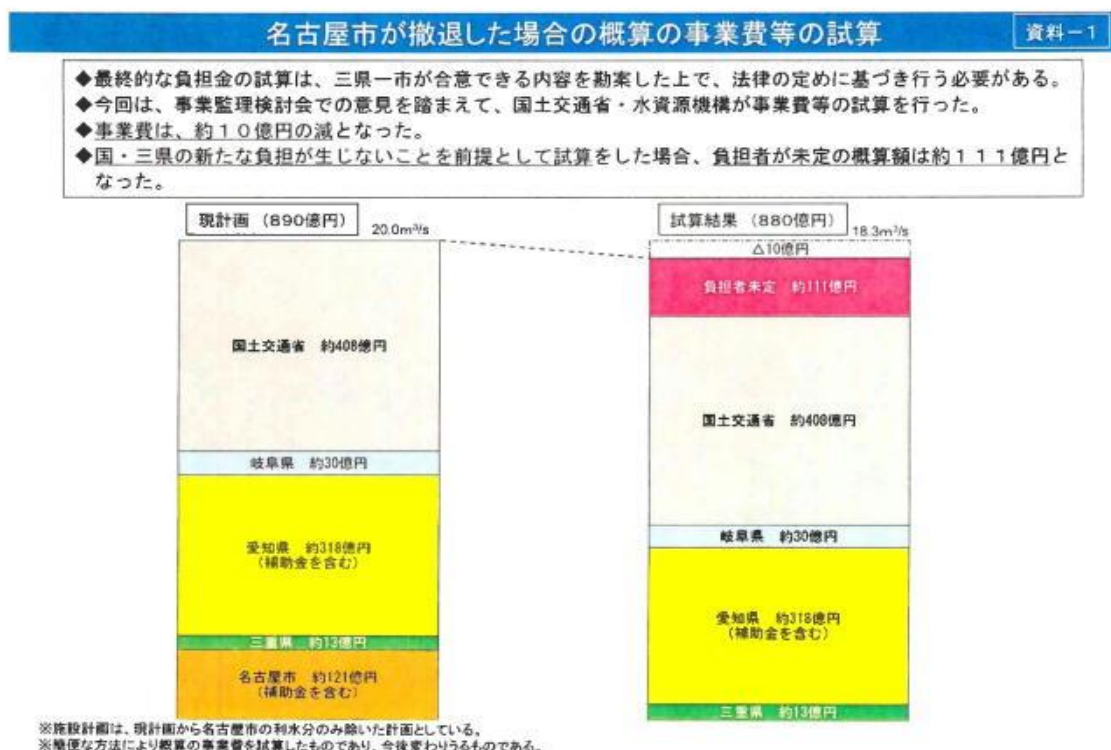 名古屋市が撤退した場合の概算の事業費等の試算
資料－1
◆最終的な負担金の試算は、三県一市が合意できる内容を勘案した上で、法律の定めに基づき行う必要がある。
◆今回は、事業監理検討会での意見を踏まえて、国土交通省・水資源機構が事業費等の試算を行った。
◆事業費は、約１０億円の減となった。
◆国・三県の新たな負担が生じないことを前提として試算をした場合、負担者が未定の概算額は約１１１億円と
なった。
現計画（890億円）
20.0m³/s
国土交通省　約408億円
岐阜県　約30億円
愛知県　約318億円
（補助金を含む）
三重県　約13億円
名古屋市　約121億円
（補助金を含む）
試算結果（880億円）
18.3m³/s
△10億円
負担者未定　約111億円
国土交通省　約408億円
岐阜県　約30億円
愛知県　約318億円
（補助金を含む）
三重県　約13億円
※施設計画は、現計画から名古屋市の利水分のみ除いた計画としている。
※簡便な方法により概算の事業費を試算したものであり、今後変わりうるものである。